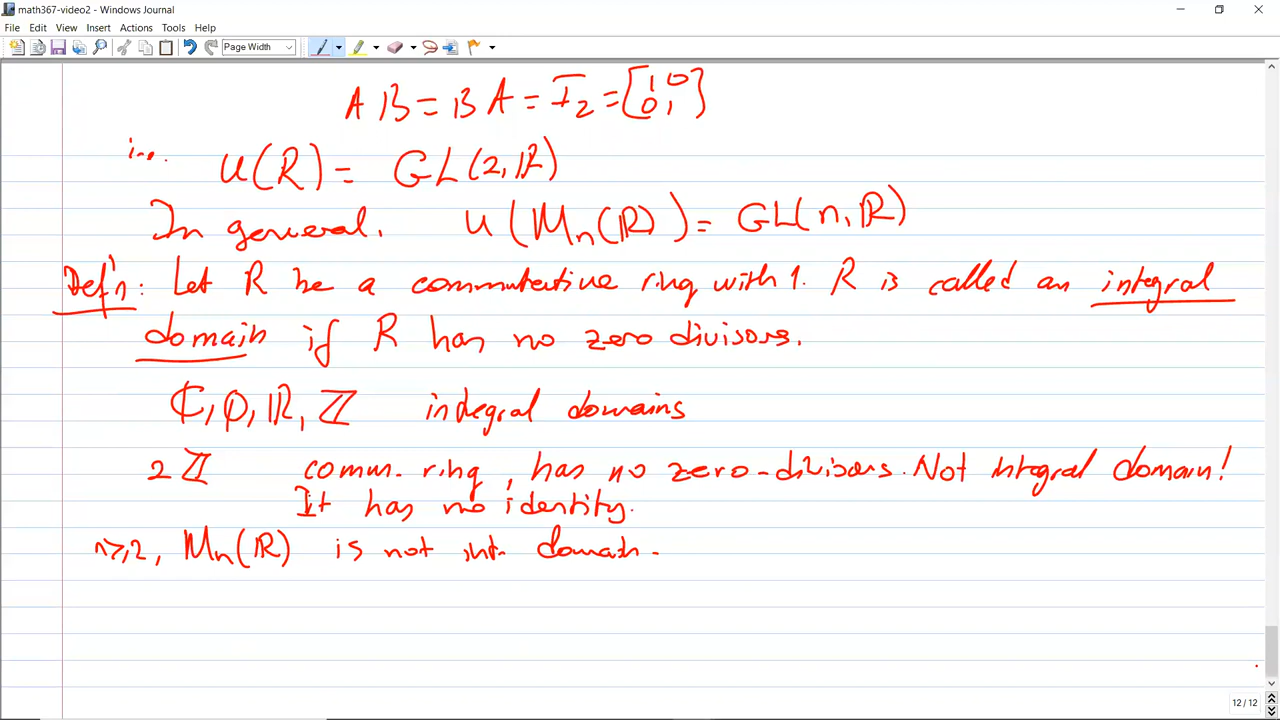 math367-video2 - Windows Journal
File Edit View Insert Actions Tools Help
Page Width
AB = BA = I₂ = [1 0
0 1]
U(R) = GL(2, ℝ)
In general. U(Mₙ(ℝ)) = GL(n, ℝ)
Def'n: Let R be a commutative ring with 1. R is called an integral
domain if R has no zero divisors.
ℂ, ℚ, ℝ, ℤ integral domains
2ℤ comm. ring, has no zero-divisors. Not integral domain!
It has no identity.
n≥2, Mₙ(ℝ) is not int. domain.
12 / 12